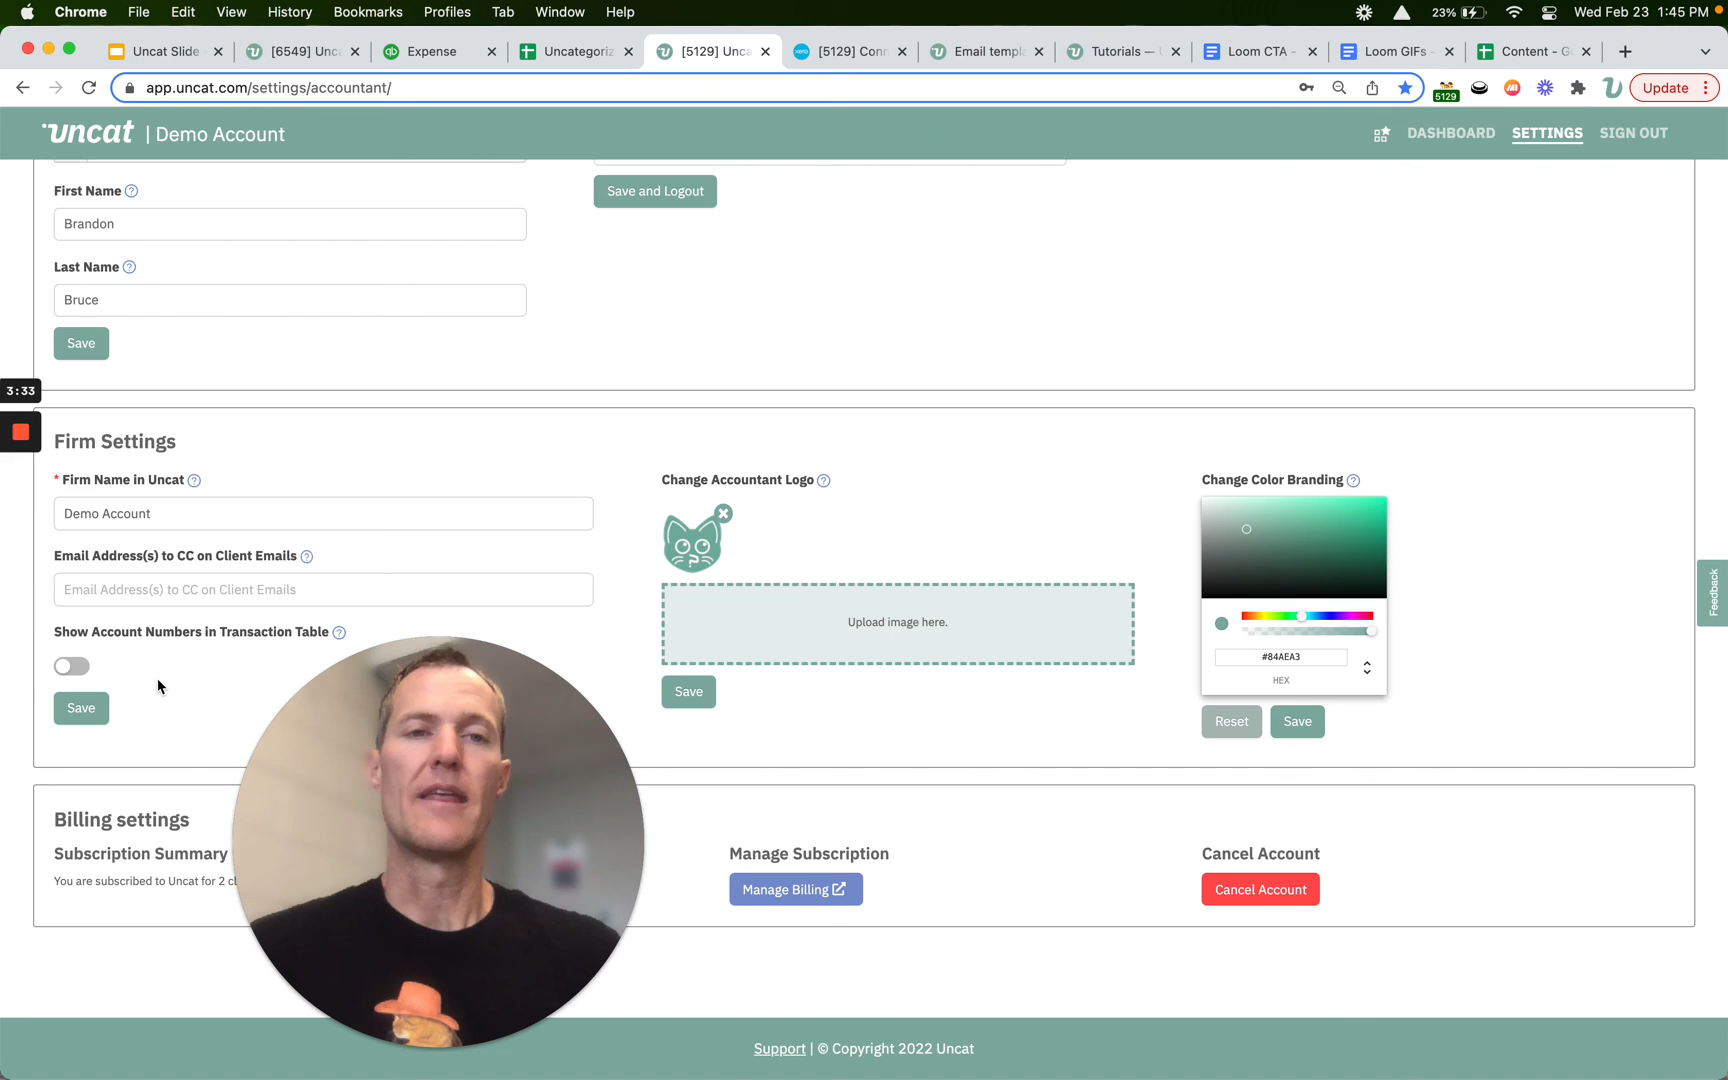 Chrome File Edit View History Bookmarks Profiles Tab Window Help 23% Wed Feb 23 1:45 PM
Uncat Slide [6549] Unc Expense Uncategoriz [5129] Unca [5129] Con Email templ Tutorials — Loom CTA - Loom GIFs - Content - G
app.uncat.com/settings/accountant/ 5129 Update
uncat | Demo Account DASHBOARD SETTINGS SIGN OUT
First Name
Save and Logout
Brandon
Last Name
Bruce
Save
3:33
Firm Settings
* Firm Name in Uncat
Change Accountant Logo
Change Color Branding
Demo Account
Email Address(s) to CC on Client Emails
Email Address(s) to CC on Client Emails
Upload image here.
Feedback
Show Account Numbers in Transaction Table
#84AEA3
HEX
Save
Save
Reset Save
Billing settings
Subscription Summary
Manage Subscription
Cancel Account
You are subscribed to Uncat for 2 cl
Manage Billing
Cancel Account
Support | © Copyright 2022 Uncat